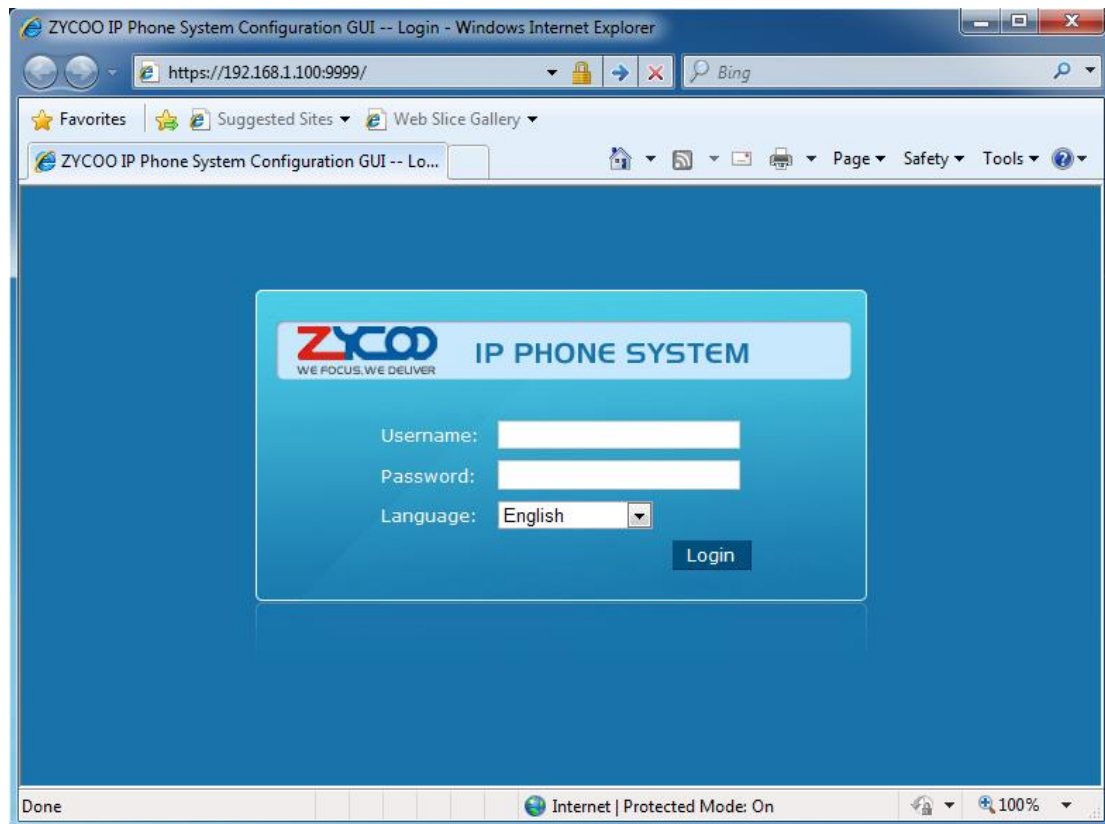 ZYCOO IP Phone System Configuration GUI -- Login - Windows Internet Explorer
https://192.168.1.100:9999/
Bing
Favorites
Suggested Sites
Web Slice Gallery
ZYCOO IP Phone System Configuration GUI -- Lo...
Page
Safety
Tools
ZYCOO
WE FOCUS.WE DELIVER
IP PHONE SYSTEM
Username:
Password:
Language: English
Login
Done
Internet | Protected Mode: On
100%